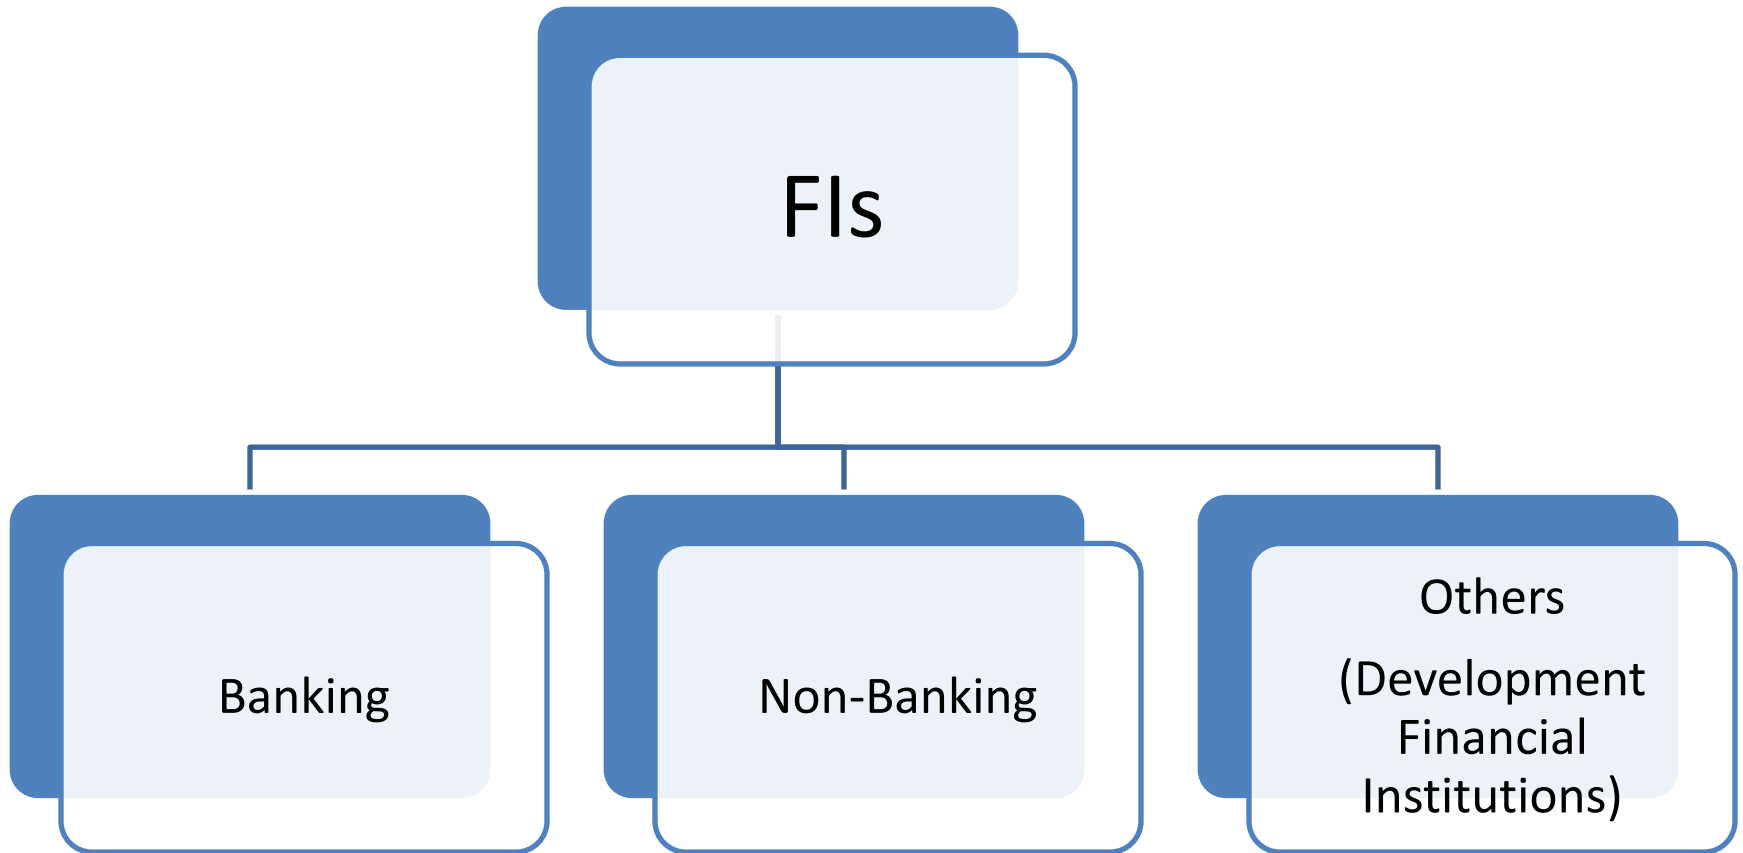 FIs
Banking
Non-Banking
Others
(Development
Financial
Institutions)